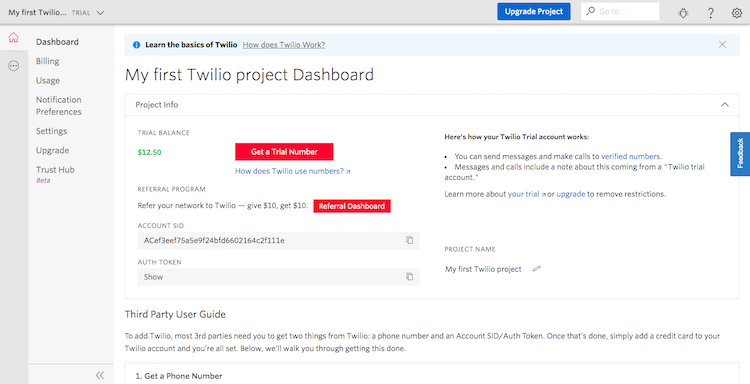 My first Twilio... TRIAL
Upgrade Project
Go to...
Dashboard
Billing
Usage
Notification
Preferences
Settings
Upgrade
Trust Hub
Beta
Learn the basics of Twilio How does Twilio Work?
My first Twilio project Dashboard
Project Info
TRIAL BALANCE
$12.50
Get a Trial Number
How does Twilio use numbers?
REFERRAL PROGRAM
Refer your network to Twilio — give $10, get $10. Referral Dashboard
ACCOUNT SID
ACef3eef75a5e9f24bfd6602164c2f111e
AUTH TOKEN
Show
Here's how your Twilio Trial account works:
• You can send messages and make calls to verified numbers.
• Messages and calls include a note about this coming from a "Twilio trial
account."
Learn more about your trial or upgrade to remove restrictions.
PROJECT NAME
My first Twilio project
Feedback
Third Party User Guide
To add Twilio, most 3rd parties need you to get two things from Twilio: a phone number and an Account SID/Auth Token. Once that's done, simply add a credit card to your
Twilio account and you're all set. Below, we'll walk you through getting this done.
1. Get a Phone Number